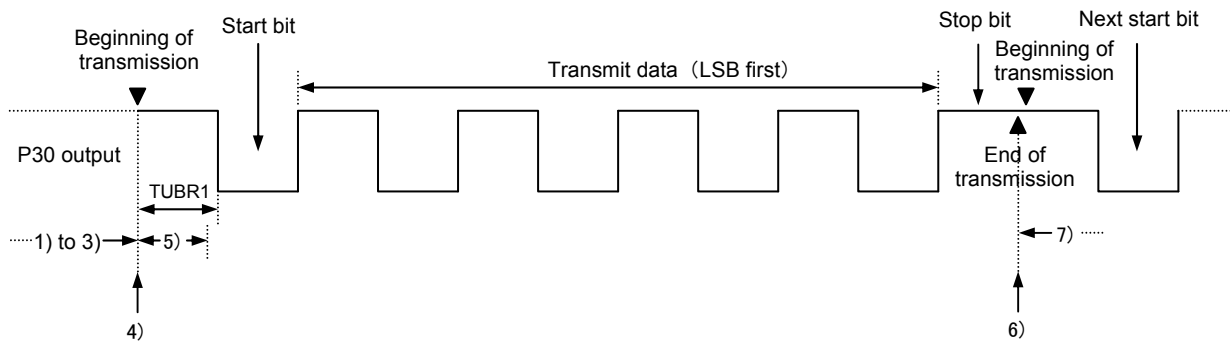 Beginning of
transmission
Start bit
Transmit data (LSB first)
Stop bit
Beginning of
transmission
Next start bit
P30 output
TUBR1
End of
transmission
1) to 3)
5)
7)
4)
6)